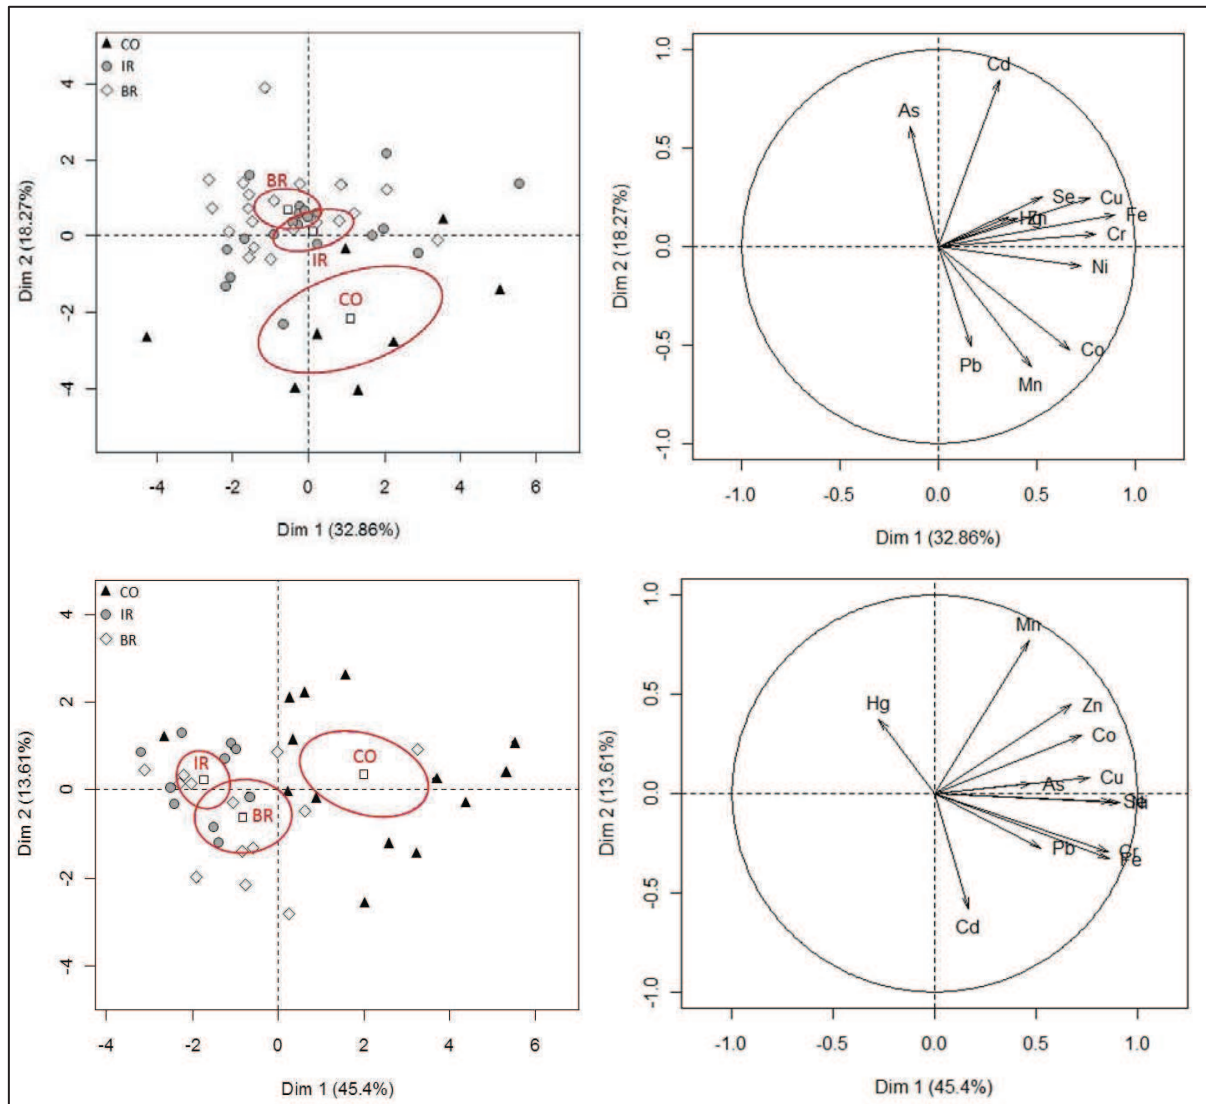 CO
IR
BR
BR
IR
CO
4
2
0
-2
-4
-4 -2 0 2 4 6
Dim 2 (18.27%)
Dim 1 (32.86%)
1.0
0.5
0.0
-0.5
-1.0
Cd
As
Se Cu
Zn Fe
Cr
Ni
Co
Pb
Mn
-1.0 -0.5 0.0 0.5 1.0
Dim 2 (18.27%)
Dim 1 (32.86%)
CO
IR
BR
IR
CO
BR
4
2
0
-2
-4
-4 -2 0 2 4 6
Dim 2 (13.61%)
Dim 1 (45.4%)
1.0
0.5
0.0
-0.5
-1.0
Mn
Hg
Zn
Co
Cu
As
Pb
Cr
Fe
Cd
-1.0 -0.5 0.0 0.5 1.0
Dim 2 (13.61%)
Dim 1 (45.4%)